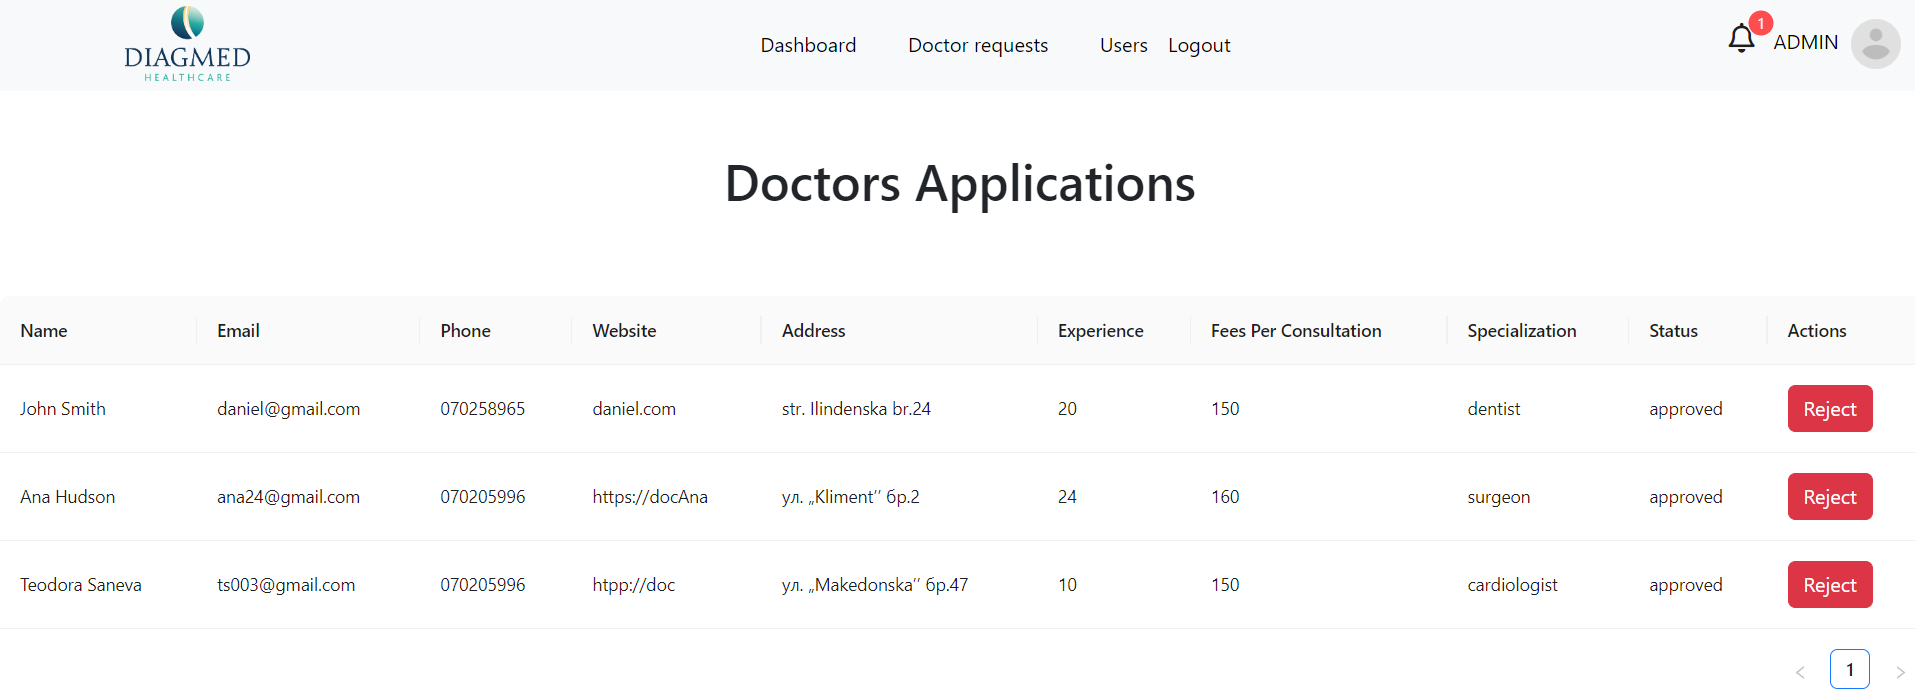 DIAGMED
HEALTHCARE
Dashboard Doctor requests Users Logout
1
ADMIN
Doctors Applications
Name Email Phone Website Address Experience Fees Per Consultation Specialization Status Actions
John Smith daniel@gmail.com 070258965 daniel.com str. Ilindenska br.24 20 150 dentist approved Reject
Ana Hudson ana24@gmail.com 070205996 https://docAna ул. „Kliment’’ бр.2 24 160 surgeon approved Reject
Teodora Saneva ts003@gmail.com 070205996 htpp://doc ул. „Makedonska’’ бр.47 10 150 cardiologist approved Reject
< 1 >